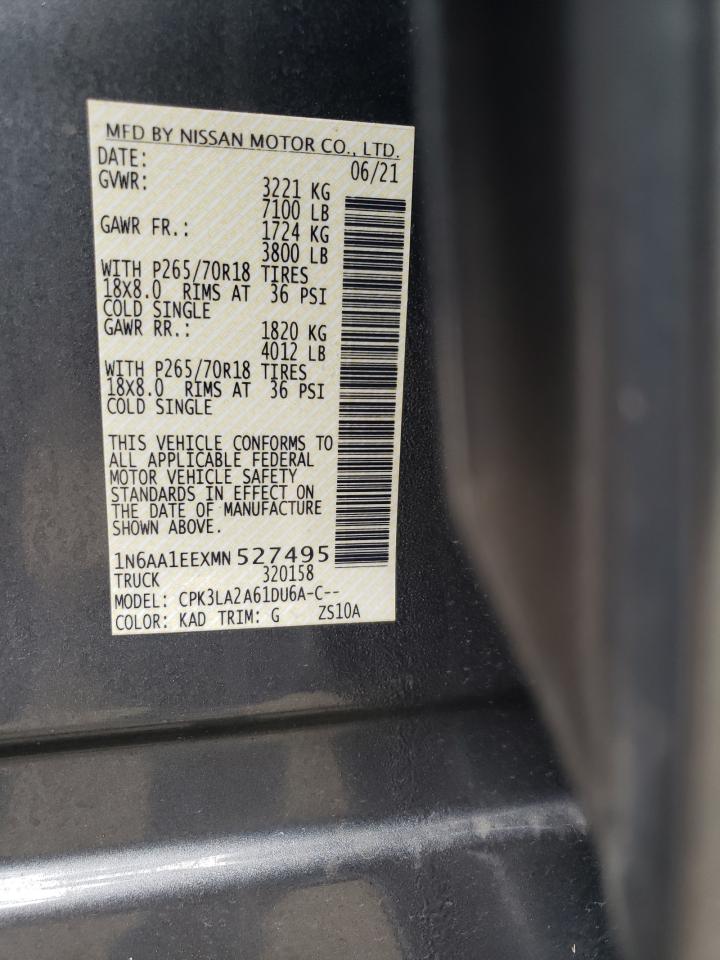 MFD BY NISSAN MOTOR CO., LTD.
DATE: 06/21
GVWR: 3221 KG
7100 LB
GAWR FR.: 1724 KG
3800 LB
WITH P265/70R18 TIRES
18X8.0 RIMS AT 36 PSI
COLD SINGLE
GAWR RR.: 1820 KG
4012 LB
WITH P265/70R18 TIRES
18X8.0 RIMS AT 36 PSI
COLD SINGLE
THIS VEHICLE CONFORMS TO
ALL APPLICABLE FEDERAL
MOTOR VEHICLE SAFETY
STANDARDS IN EFFECT ON
THE DATE OF MANUFACTURE
SHOWN ABOVE.
1N6AA1EEXMN 527495
TRUCK 320158
MODEL: CPK3LA2A61DU6A-C--
COLOR: KAD TRIM: G ZS10A